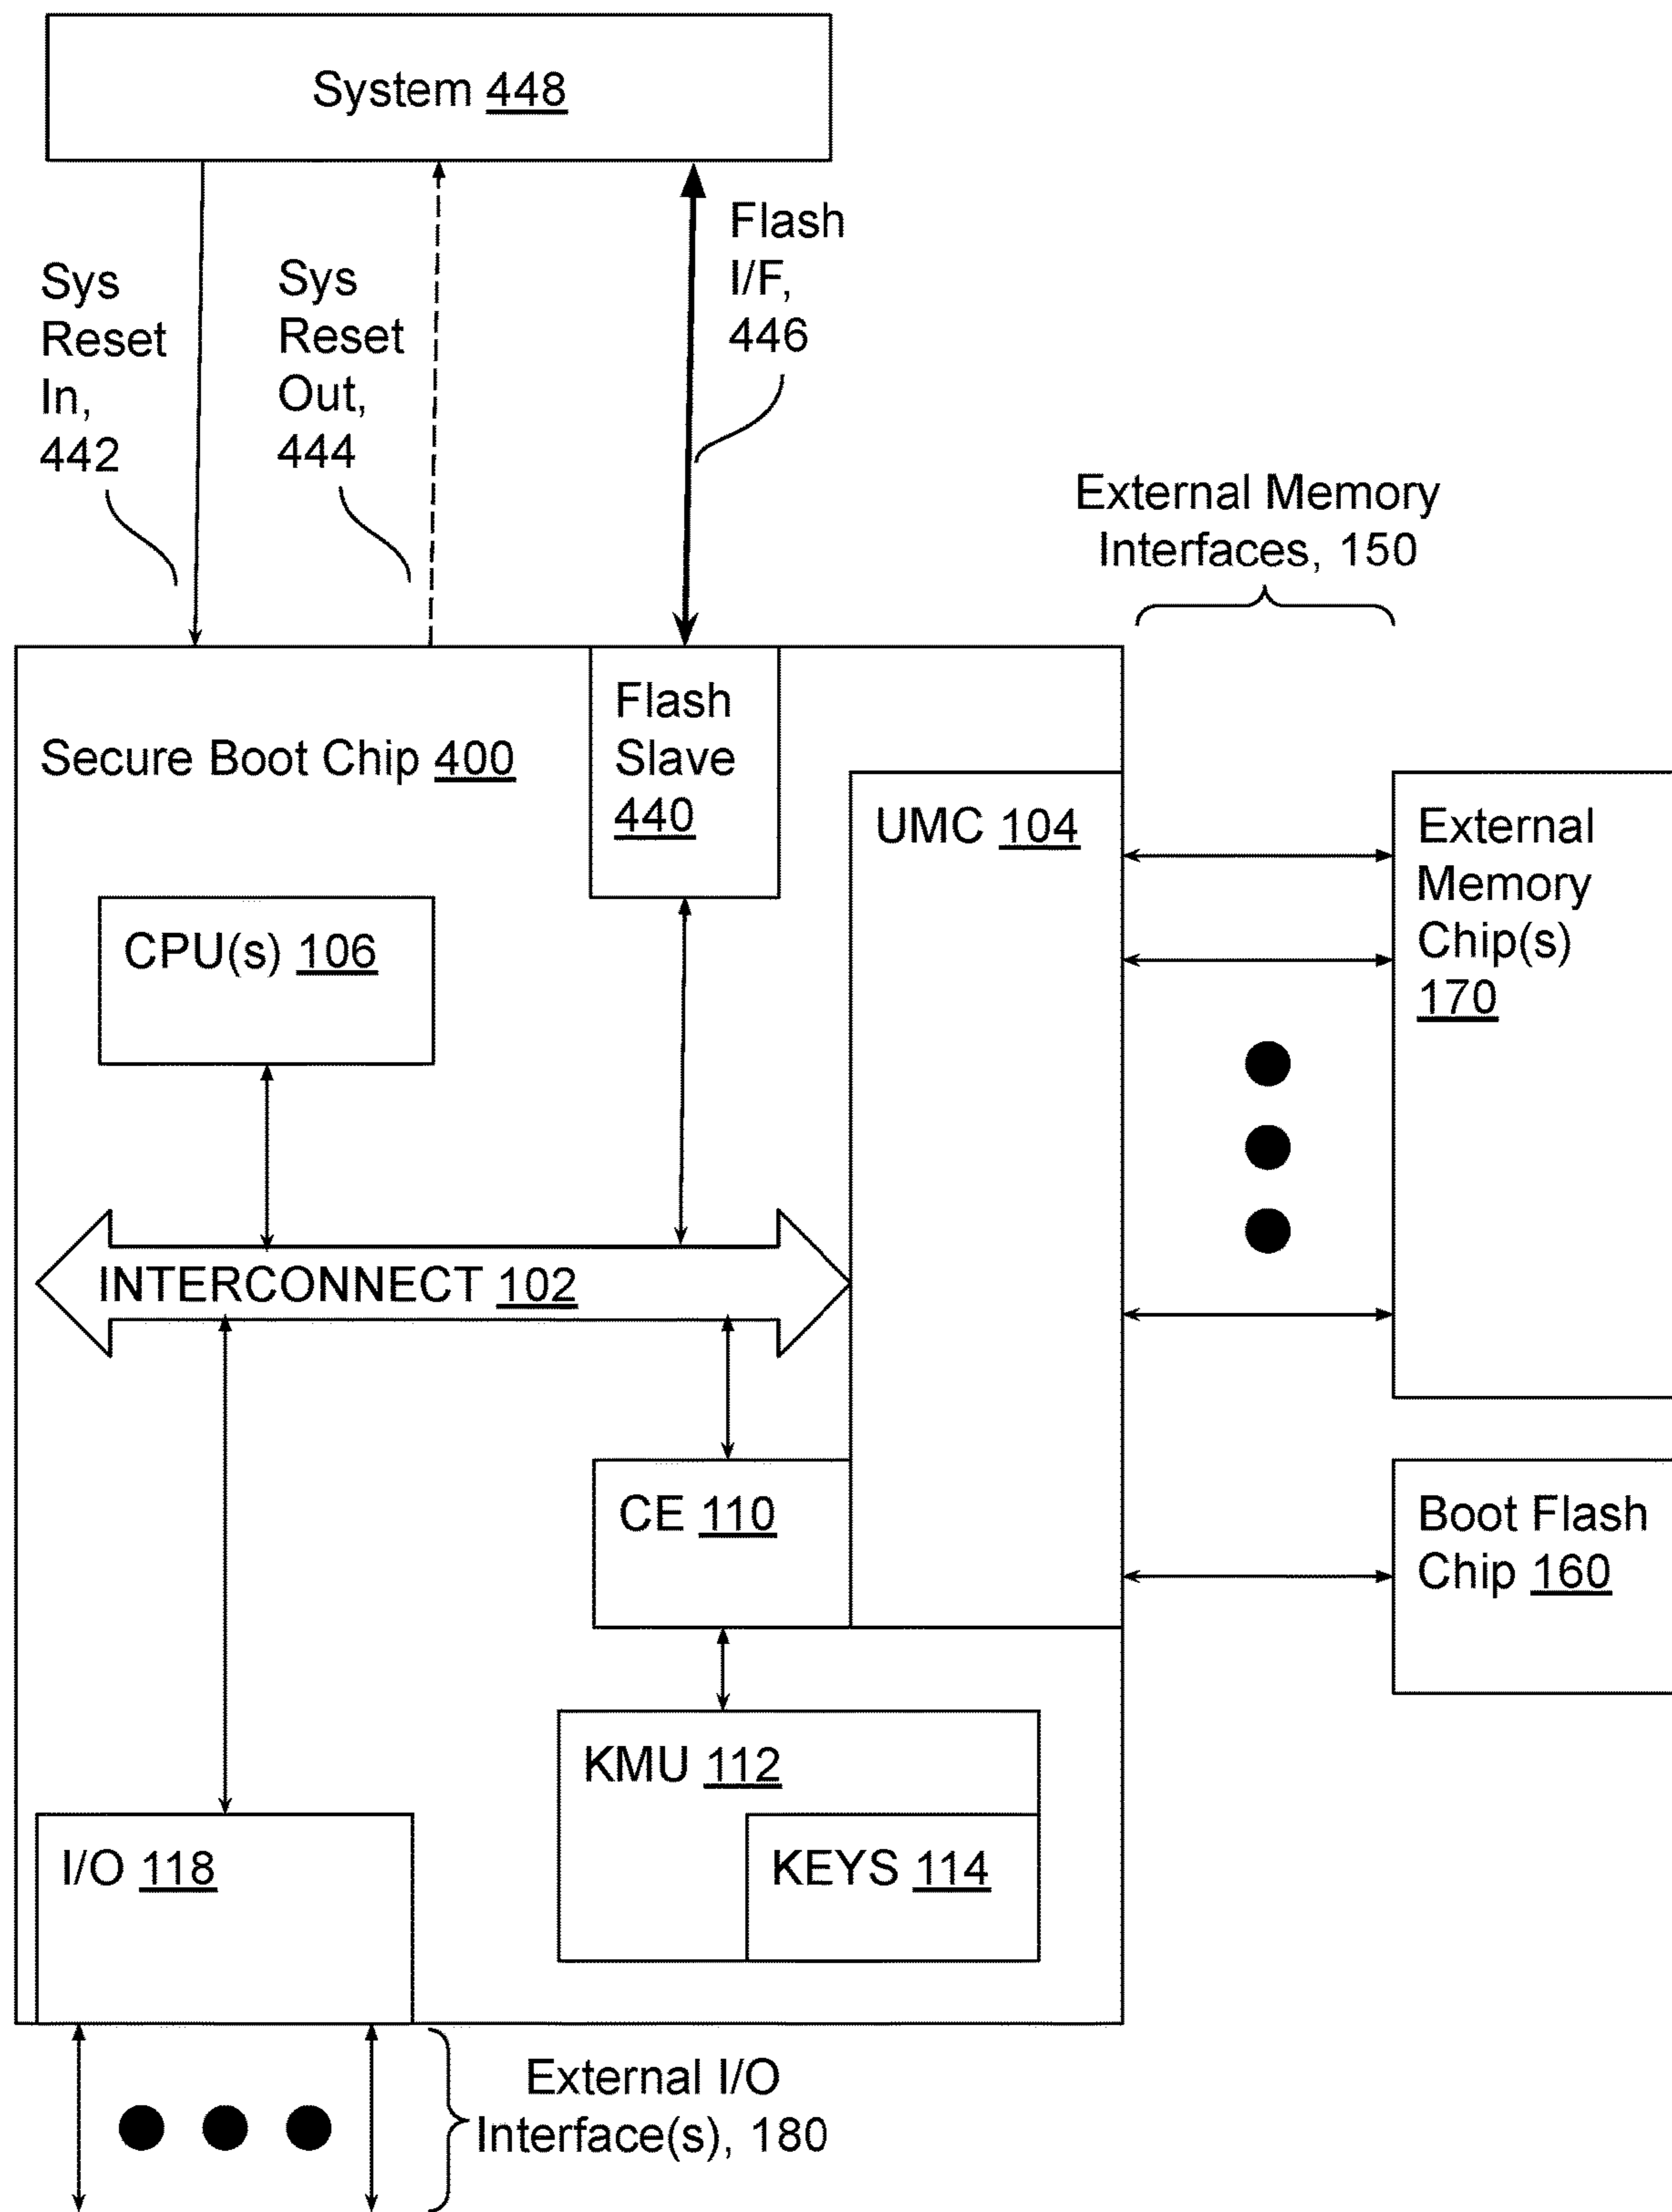 System 448
Sys
Reset
In,
442
Sys
Reset
Out,
444
Flash
I/F,
446
External Memory
Interfaces, 150
Secure Boot Chip 400
Flash
Slave
440
UMC 104
External
Memory
Chip(s)
170
CPU(s) 106
INTERCONNECT 102
CE 110
Boot Flash
Chip 160
KMU 112
KEYS 114
I/O 118
External I/O
Interface(s), 180